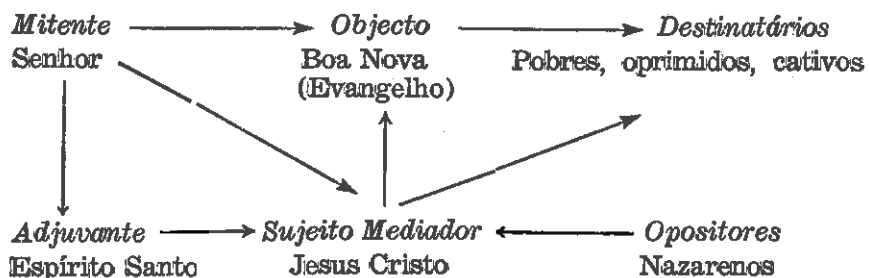 Mitente Objecto Destinatários
Senhor Boa Nova Pobres, oprimidos, cativos
(Evangelho)
Adjuvante Sujeito Mediador Opositores
Espírito Santo Jesus Cristo Nazarenos